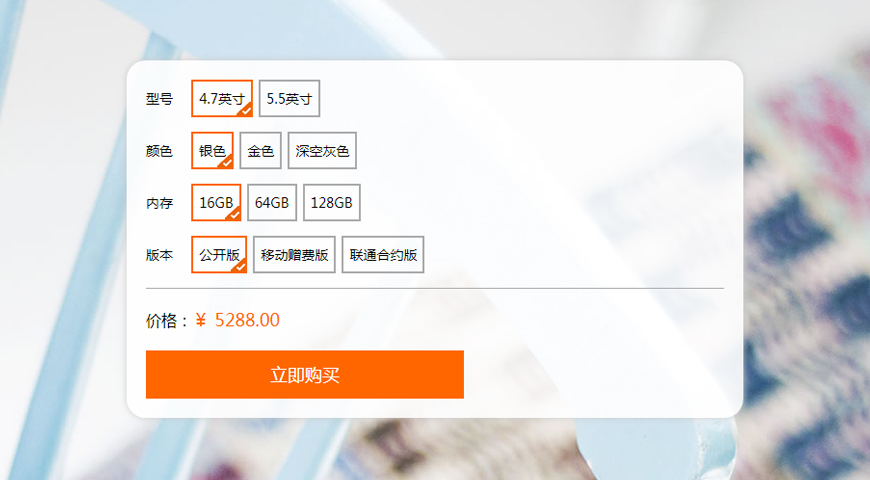 型号 4.7英寸 5.5英寸
颜色 银色 金色 深空灰色
内存 16GB 64GB 128GB
版本 公开版 移动赠费版 联通合约版
价格：¥ 5288.00
立即购买